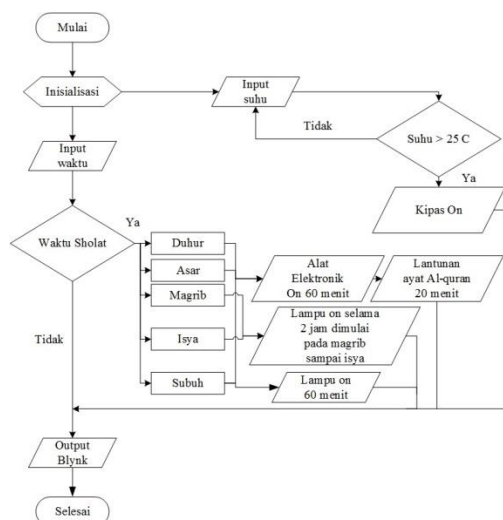 Mulai
Inisialisasi
Input
suhu
Tidak
Suhu > 25 C
Ya
Kipas On
Input
waktu
Waktu Sholat
Ya
Tidak
Duhur
Asar
Magrib
Isya
Subuh
Alat
Elektronik
On 60 menit
Lantunan
ayat Al-quran
20 menit
Lampu on selama
2 jam dimulai
pada magrib
sampai isya
Lampu on
60 menit
Output
Blynk
Selesai